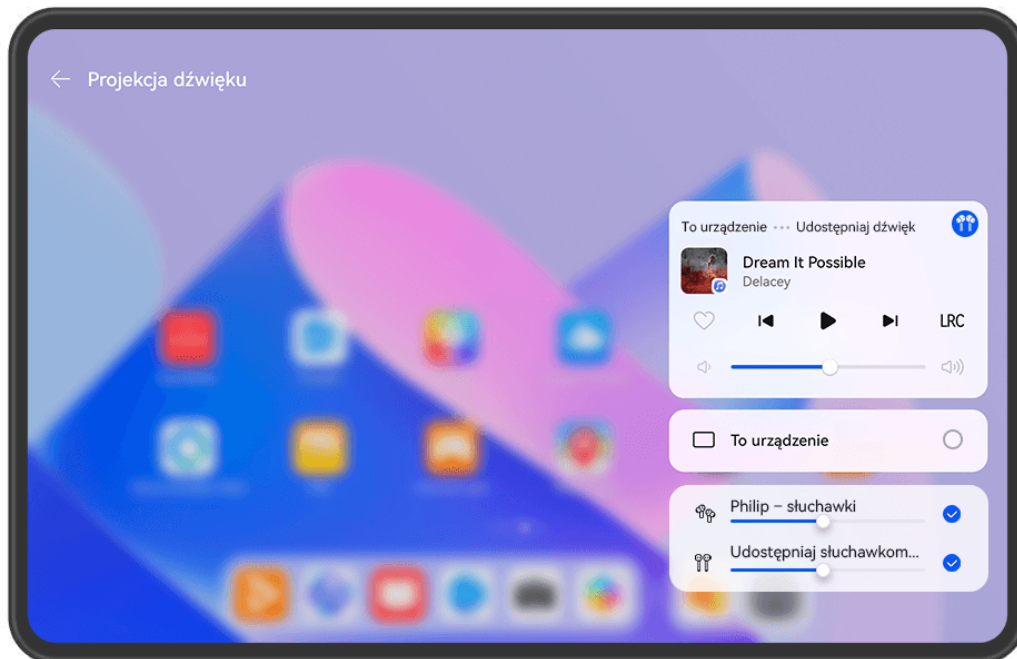 Projekcja dźwięku
To urządzenie ··· Udostępniaj dźwięk
Dream It Possible
Delacey
LRC
To urządzenie
Philip – słuchawki
Udostępniaj słuchawkom...